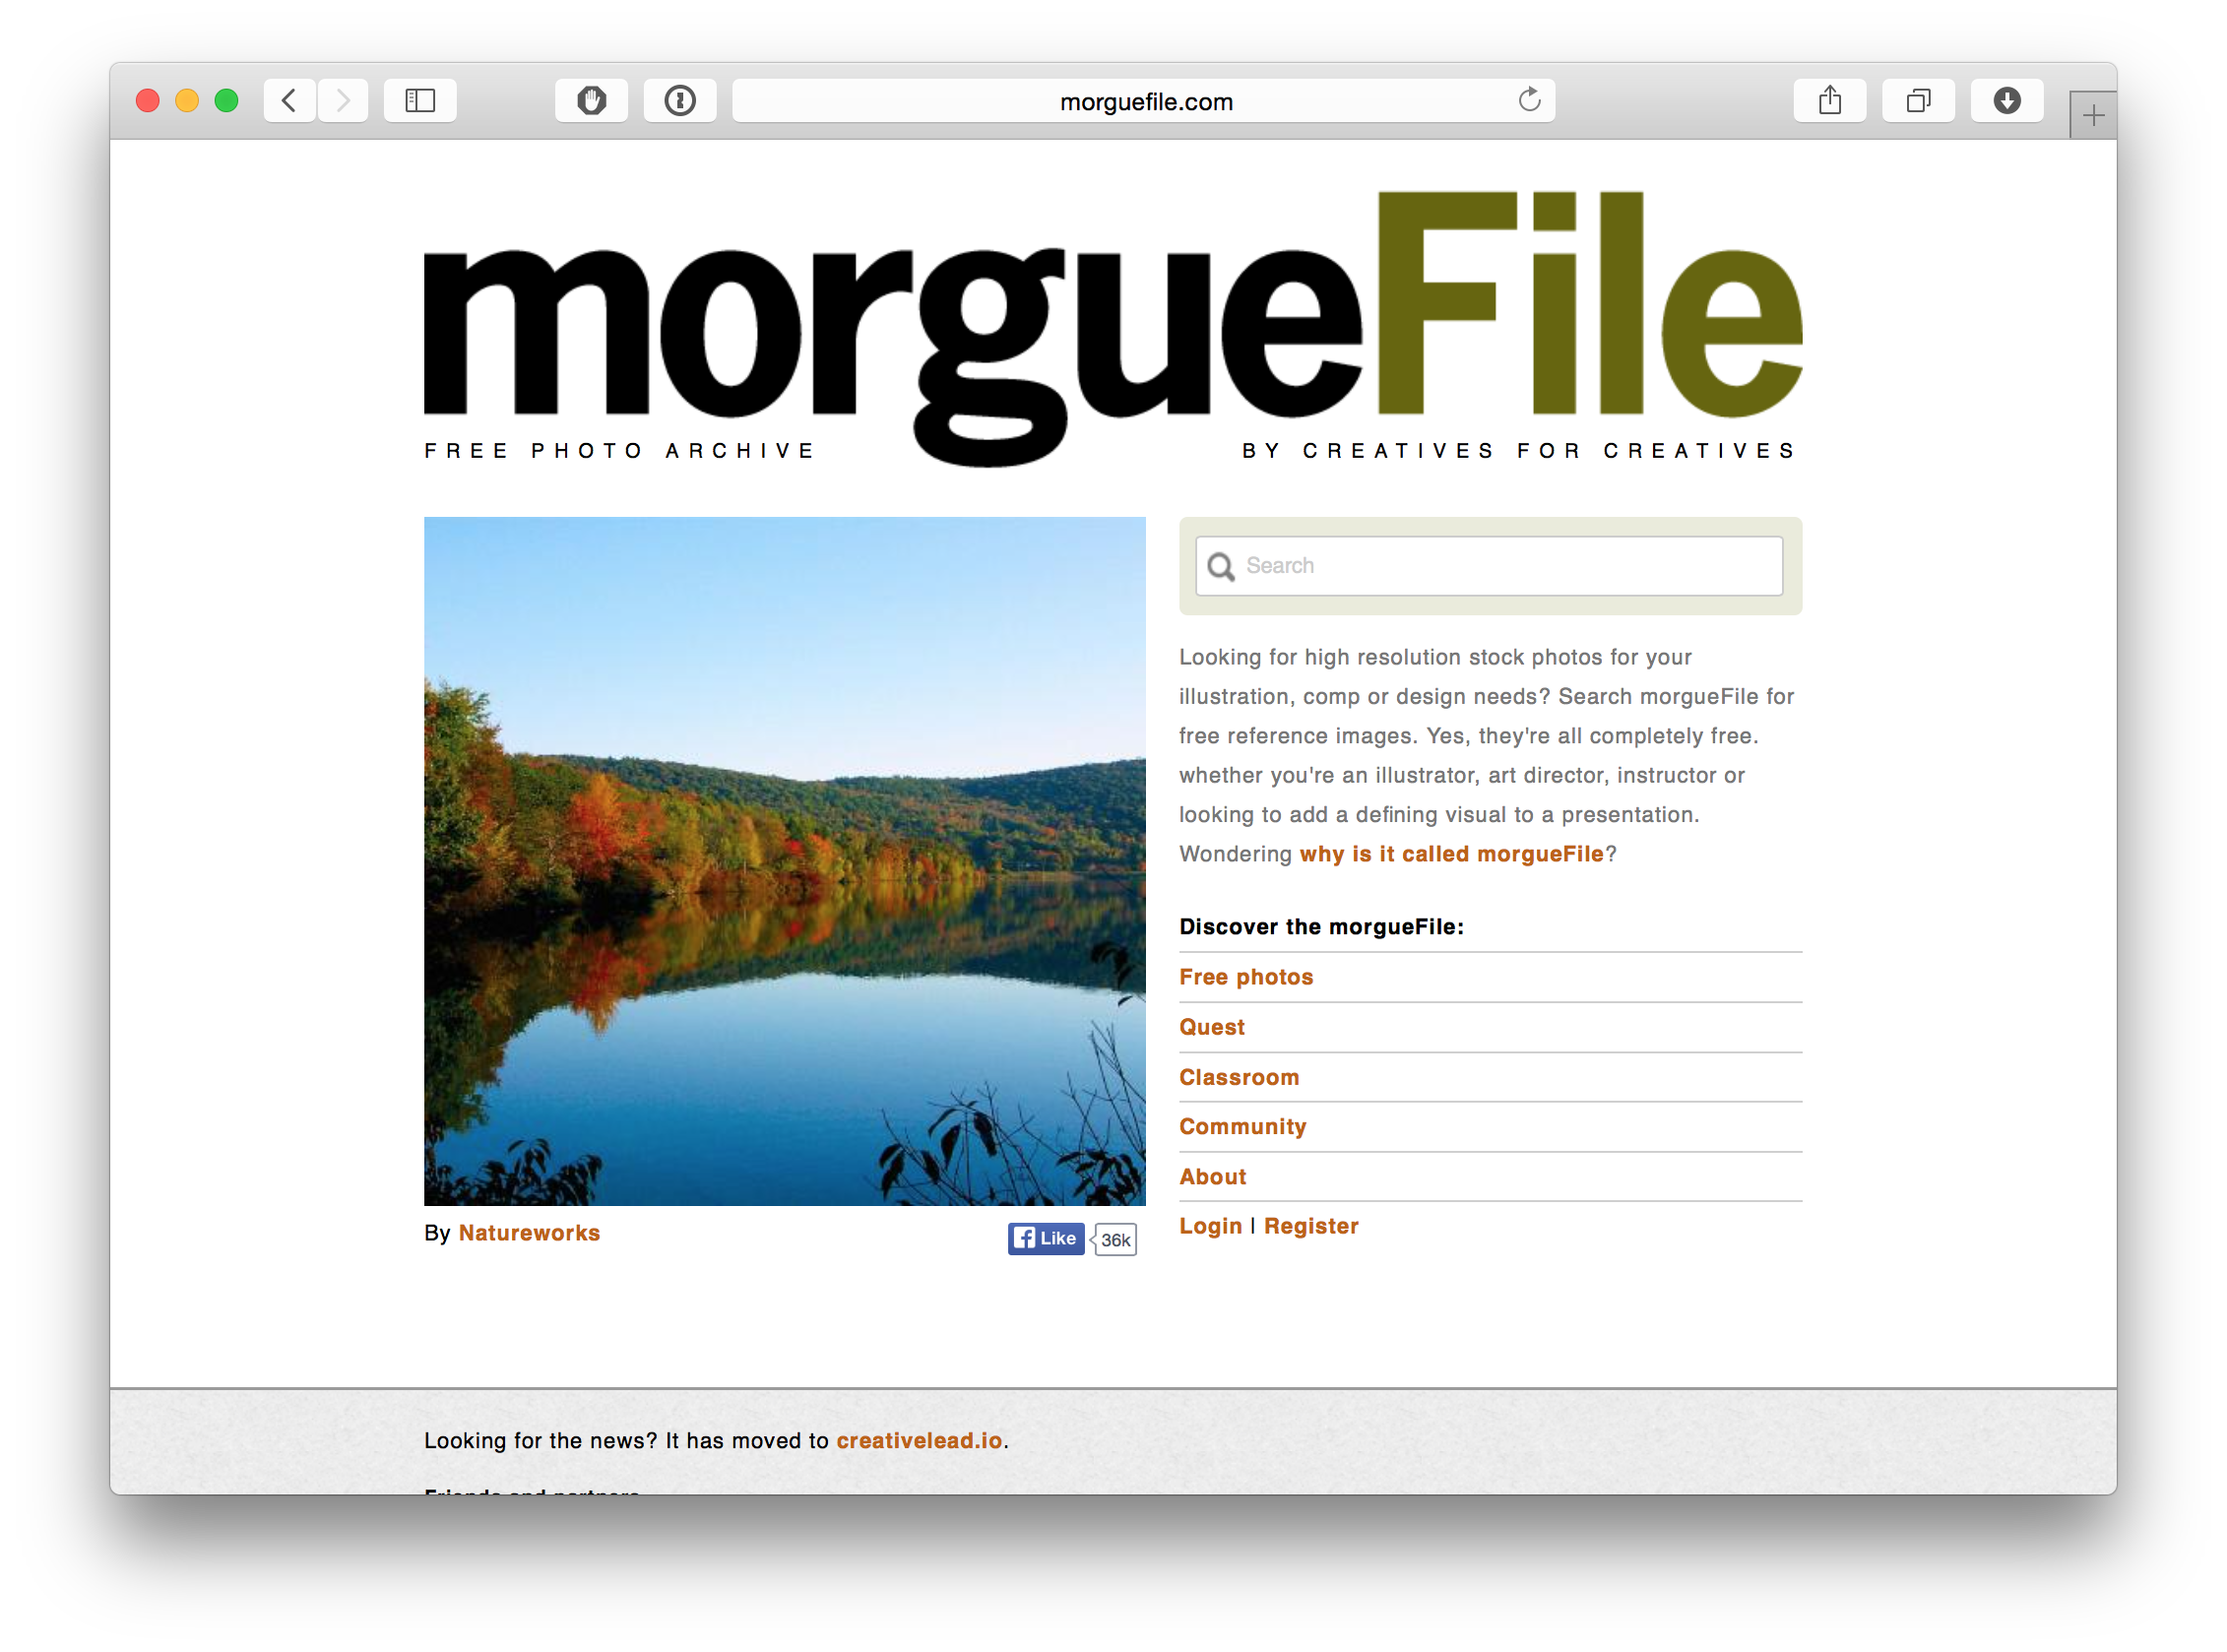 morguefile.com
morgueFile
FREE PHOTO ARCHIVE
BY CREATIVES FOR CREATIVES
Search
Looking for high resolution stock photos for your
illustration, comp or design needs? Search morgueFile for
free reference images. Yes, they're all completely free.
whether you're an illustrator, art director, instructor or
looking to add a defining visual to a presentation.
Wondering why is it called morgueFile?
Discover the morgueFile:
Free photos
Quest
Classroom
Community
About
Login | Register
By Natureworks
Like 36k
Looking for the news? It has moved to creativelead.io.
Friends and partners